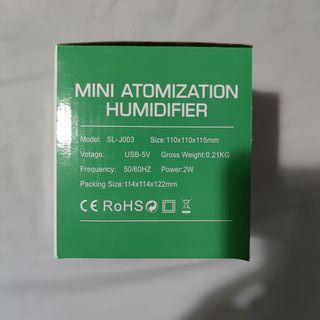 MINI ATOMIZATION
HUMIDIFIER
Model: SL-J003 Size:110x110x115mm
Votage: USB-5V Gross Weight:0.21KG
Frequency: 50/60HZ Power:2W
Packing Size:114x114x122mm
CE RoHS